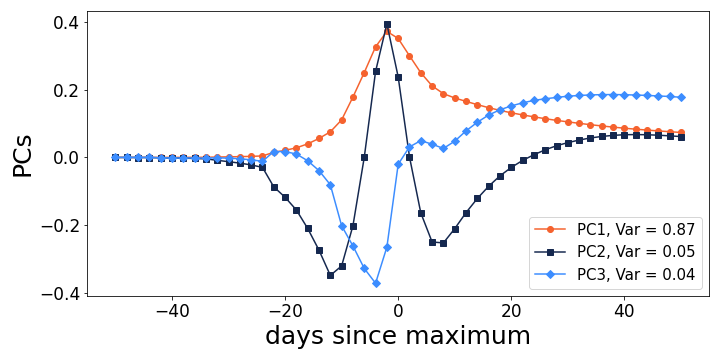 0.4
0.2
0.0
−0.2
−0.4
PCs
PC1, Var = 0.87
PC2, Var = 0.05
PC3, Var = 0.04
−40 −20 0 20 40
days since maximum